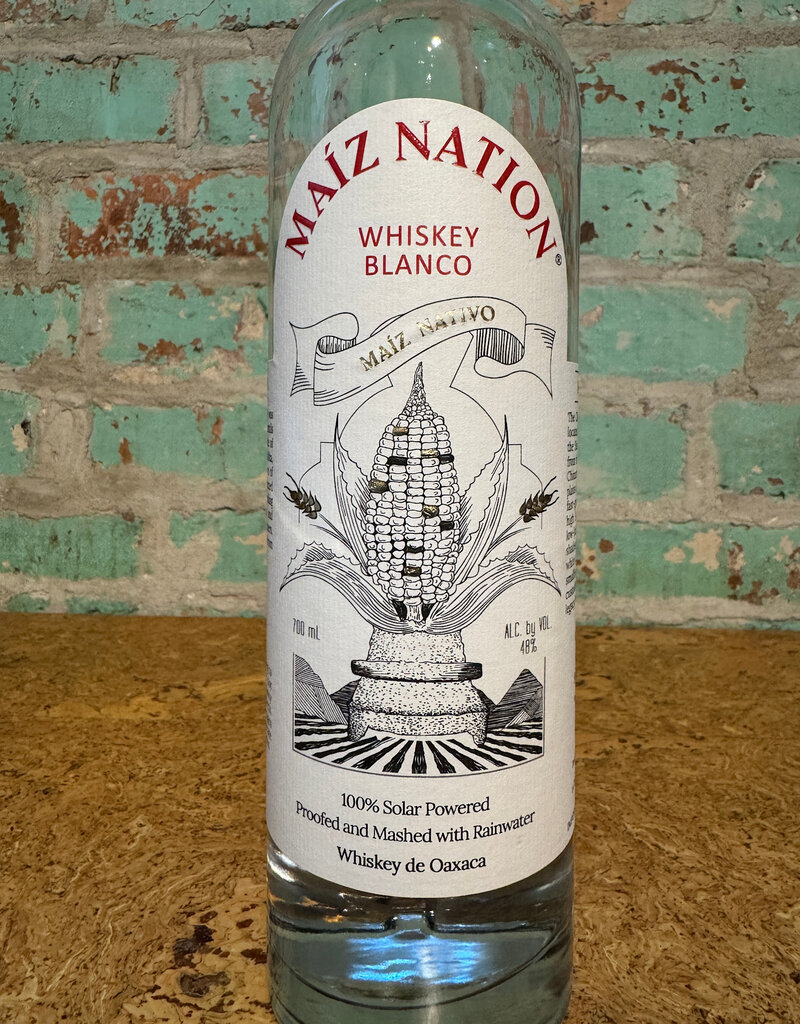 MAÍZ NATION®
WHISKEY
BLANCO
MAÍZ NATIVO
700 mL
ALC. by VOL.
48%
100% Solar Powered
Proofed and Mashed with Rainwater
Whiskey de Oaxaca